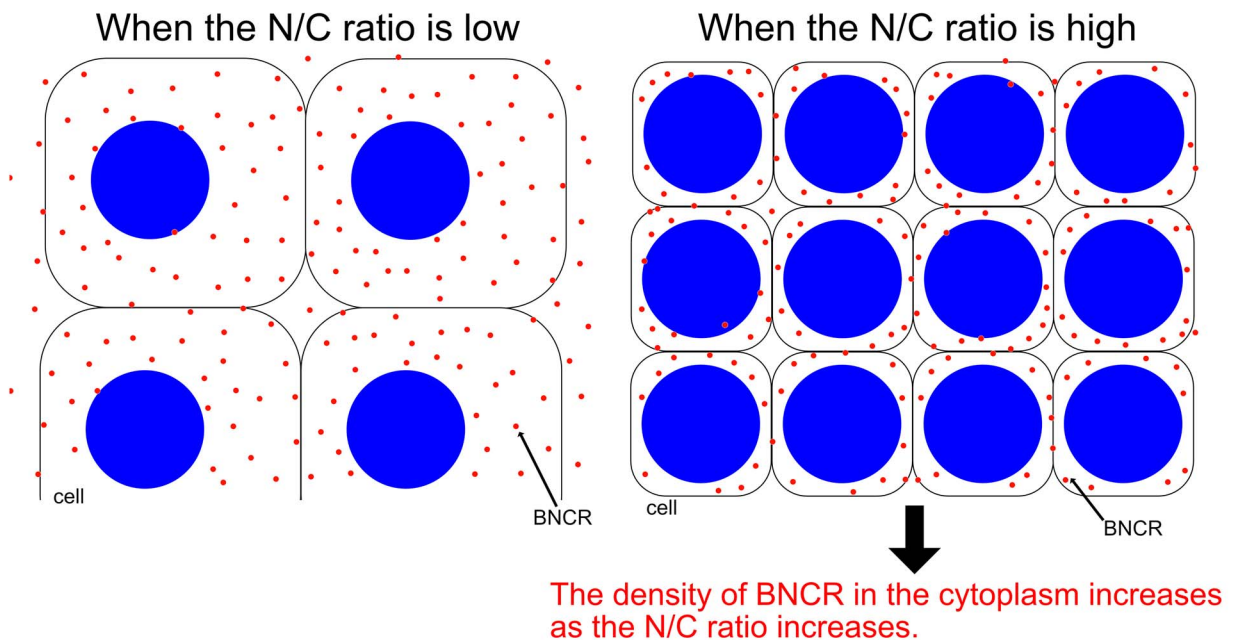 When the N/C ratio is low
When the N/C ratio is high
cell
BNCR
cell
BNCR
The density of BNCR in the cytoplasm increases
as the N/C ratio increases.